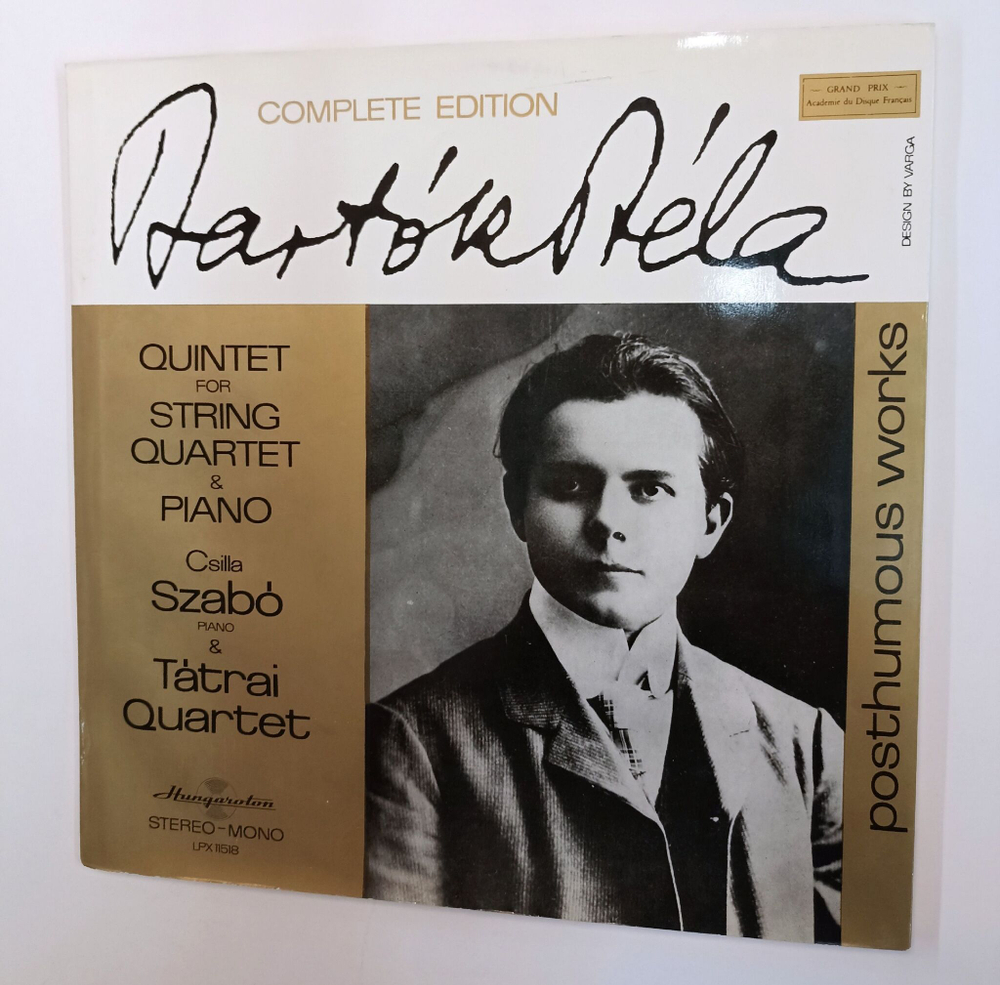 COMPLETE EDITION
Bartók Béla
— GRAND PRIX —
Academie du Disque Français
DESIGN BY VARGA
QUINTET
FOR
STRING
QUARTET
&
PIANO
Csilla
Szabó
PIANO
&
Tátrai
Quartet
Hungaroton
STEREO-MONO
LPX 11518
posthumous works